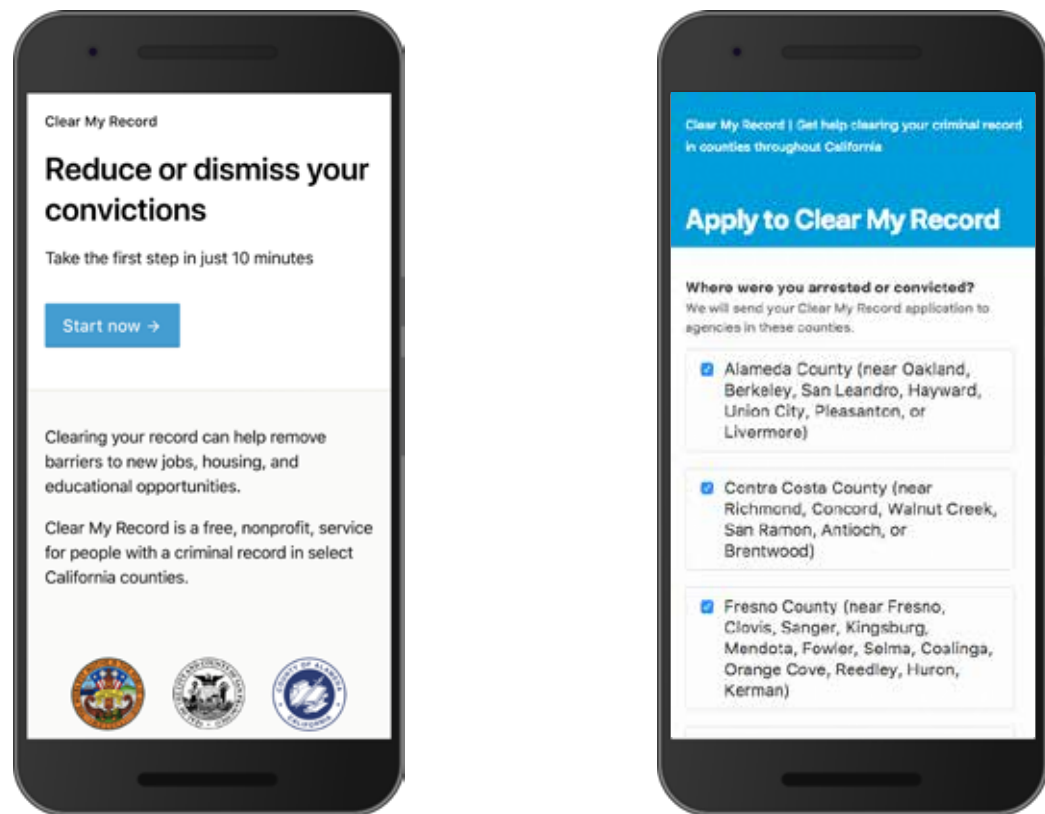 Clear My Record
Reduce or dismiss your
convictions
Take the first step in just 10 minutes
Start now →
Clearing your record can help remove
barriers to new jobs, housing, and
educational opportunities.
Clear My Record is a free, nonprofit, service
for people with a criminal record in select
California counties.
COUNTY OF ALAMEDA
CALIFORNIA
Clear My Record | Get help clearing your criminal record
in counties throughout California
Apply to Clear My Record
Where were you arrested or convicted?
We will send your Clear My Record application to
agencies in these counties.
Alameda County (near Oakland,
Berkeley, San Leandro, Hayward,
Union City, Pleasanton, or
Livermore)
Contra Costa County (near
Richmond, Concord, Walnut Creek,
San Ramon, Antioch, or
Brentwood)
Fresno County (near Fresno,
Clovis, Sanger, Kingsburg,
Mendota, Fowler, Selma, Coalinga,
Orange Cove, Reedley, Huron,
Kerman)